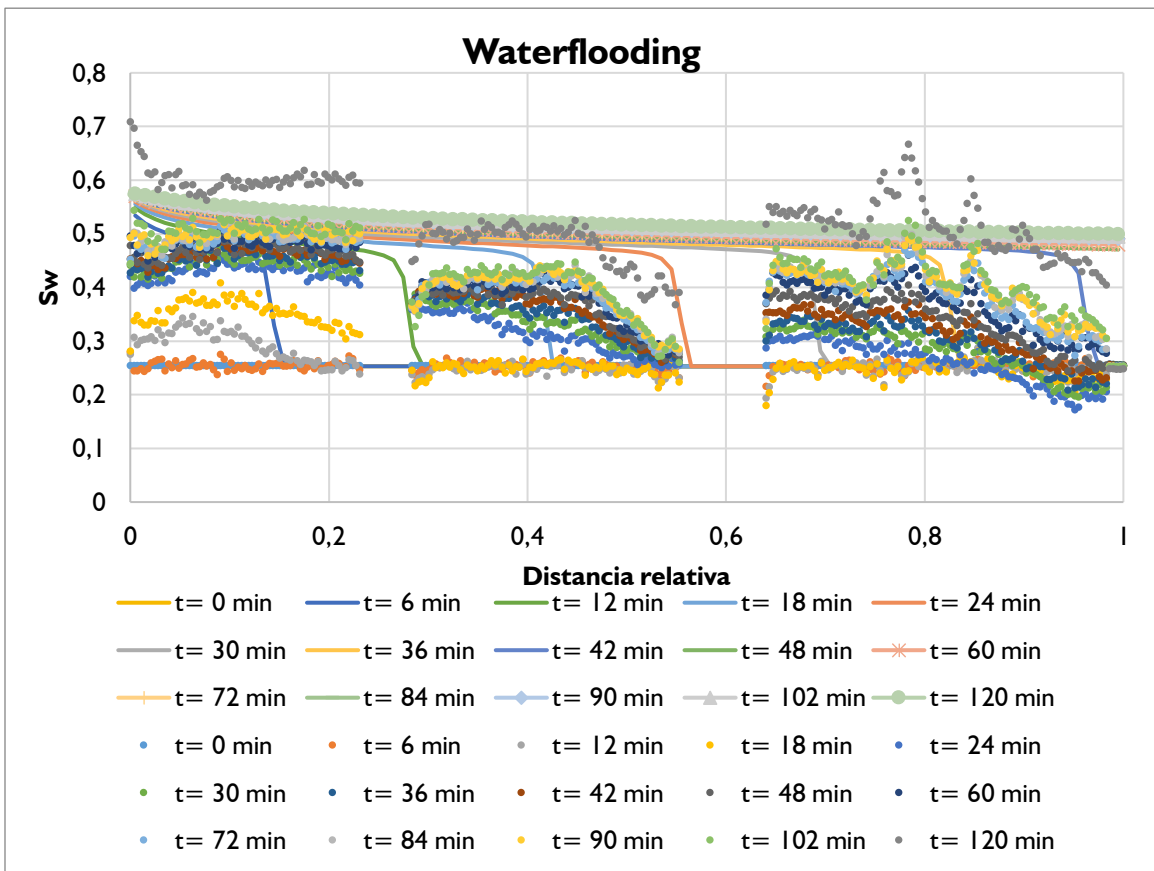 Waterflooding
0,8
0,7
0,6
0,5
0,4
0,3
0,2
0,1
0
Sw
0 0,2 0,4 0,6 0,8 1
Distancia relativa
t= 0 min t= 6 min t= 12 min t= 18 min t= 24 min
t= 30 min t= 36 min t= 42 min t= 48 min t= 60 min
t= 72 min t= 84 min t= 90 min t= 102 min t= 120 min
t= 0 min t= 6 min t= 12 min t= 18 min t= 24 min
t= 30 min t= 36 min t= 42 min t= 48 min t= 60 min
t= 72 min t= 84 min t= 90 min t= 102 min t= 120 min